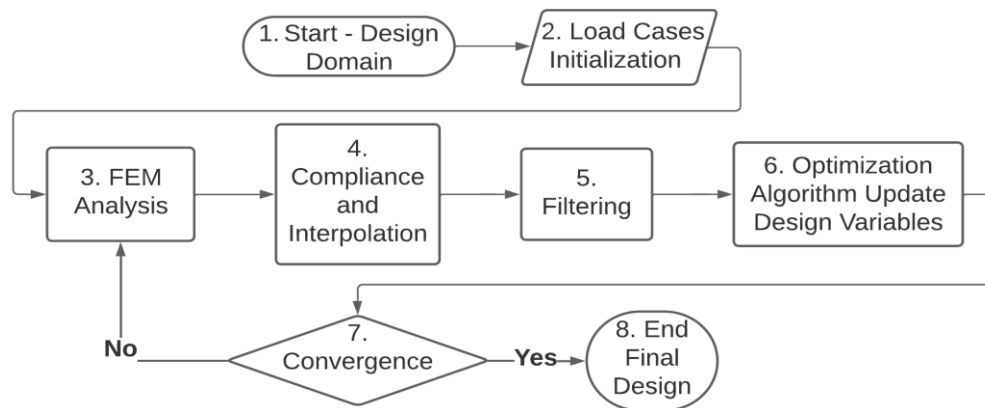 1. Start - Design
Domain
2. Load Cases
Initialization
3. FEM
Analysis
4.
Compliance
and
Interpolation
5.
Filtering
6. Optimization
Algorithm Update
Design Variables
7.
Convergence
No
Yes
8. End
Final
Design